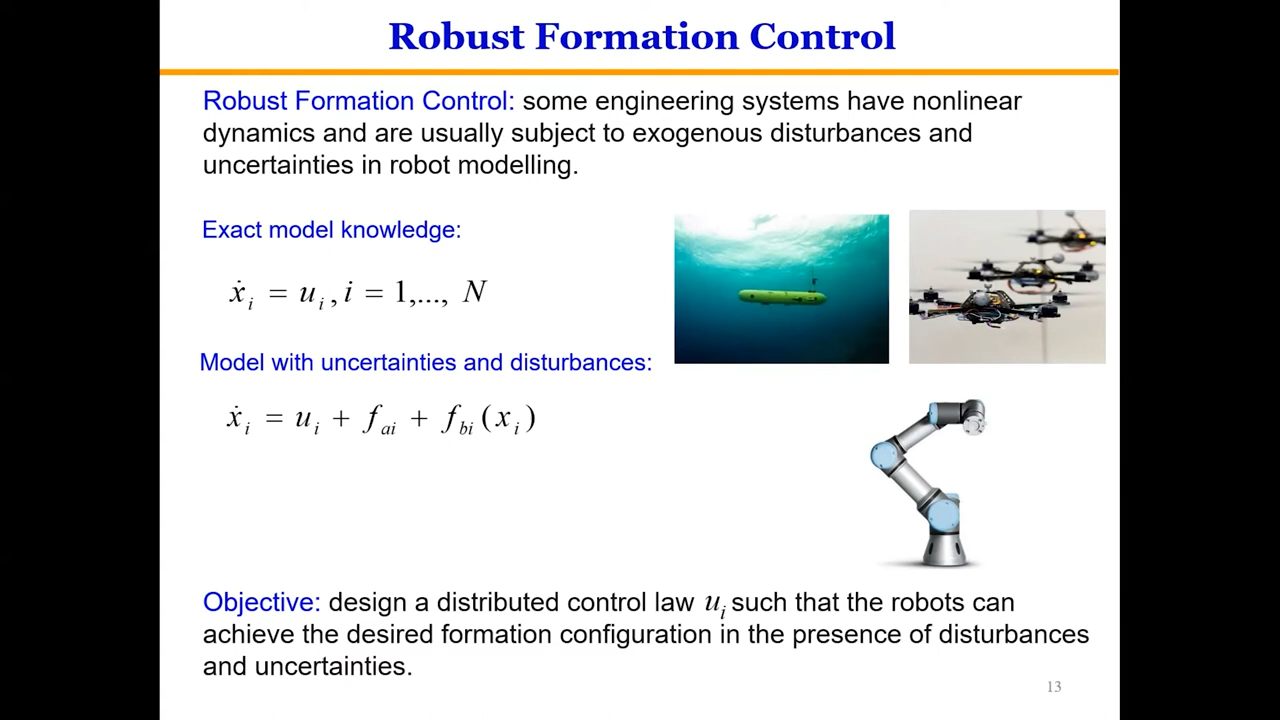 Robust Formation Control
Robust Formation Control: some engineering systems have nonlinear
dynamics and are usually subject to exogenous disturbances and
uncertainties in robot modelling.
Exact model knowledge:
ẋ_i = u_i, i = 1,..., N
Model with uncertainties and disturbances:
ẋ_i = u_i + f_ai + f_bi (x_i)
Objective: design a distributed control law u_i such that the robots can
achieve the desired formation configuration in the presence of disturbances
and uncertainties.
13